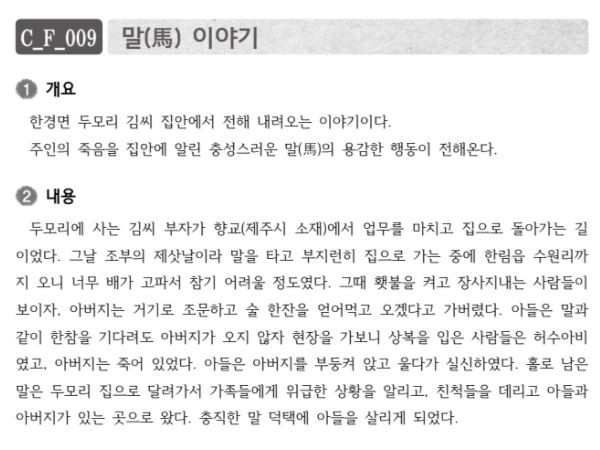 C_F_009 말(馬) 이야기
1 개요
한경면 두모리 김씨 집안에서 전해 내려오는 이야기이다.
주인의 죽음을 집안에 알린 충성스러운 말(馬)의 용감한 행동이 전해온다.
2 내용
두모리에 사는 김씨 부자가 향교(제주시 소재)에서 업무를 마치고 집으로 돌아가는 길
이었다. 그날 조부의 제삿날이라 말을 타고 부지런히 집으로 가는 중에 한림읍 수원리까
지 오니 너무 배가 고파서 참기 어려울 정도였다. 그때 횃불을 켜고 장사지내는 사람들이
보이자, 아버지는 거기로 조문하고 술 한잔을 얻어먹고 오겠다고 가버렸다. 아들은 말과
같이 한참을 기다려도 아버지가 오지 않자 현장을 가보니 상복을 입은 사람들은 허수아비
였고, 아버지는 죽어 있었다. 아들은 아버지를 부둥켜 앉고 울다가 실신하였다. 홀로 남은
말은 두모리 집으로 달려가서 가족들에게 위급한 상황을 알리고, 친척들을 데리고 아들과
아버지가 있는 곳으로 왔다. 충직한 말 덕택에 아들을 살리게 되었다.